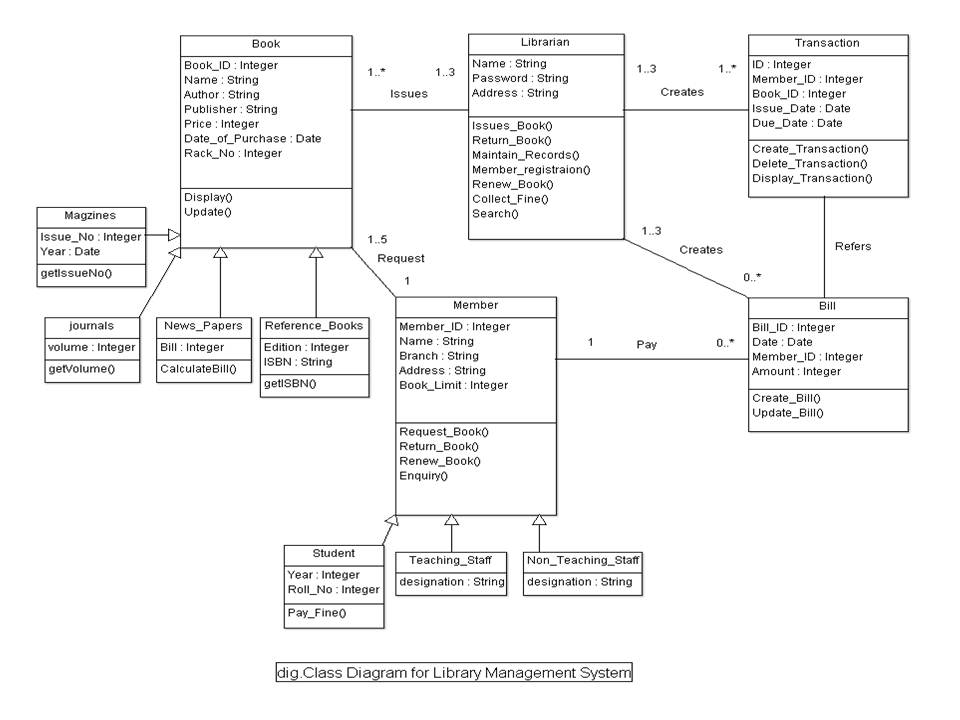 Book
Book_ID : Integer
Name : String
Author : String
Publisher : String
Price : Integer
Date_of_Purchase : Date
Rack_No : Integer
Display()
Update()
1..*
1..3
Issues
Librarian
Name : String
Password : String
Address : String
Issues_Book()
Return_Book()
Maintain_Records()
Member_registraion()
Renew_Book()
Collect_Fine()
Search()
1..3
1..*
Creates
Transaction
ID : Integer
Member_ID : Integer
Book_ID : Integer
Issue_Date : Date
Due_Date : Date
Create_Transaction()
Delete_Transaction()
Display_Transaction()
Magzines
Issue_No : Integer
Year : Date
getIssueNo()
1..5
Request
1
1..3
Creates
0..*
Refers
journals
volume : Integer
getVolume()
News_Papers
Bill : Integer
CalculateBill()
Reference_Books
Edition : Integer
ISBN : String
getISBN()
Member
Member_ID : Integer
Name : String
Branch : String
Address : String
Book_Limit : Integer
Request_Book()
Return_Book()
Renew_Book()
Enquiry()
1
Pay
0..*
Bill
Bill_ID : Integer
Date : Date
Member_ID : Integer
Amount : Integer
Create_Bill()
Update_Bill()
Student
Year : Integer
Roll_No : Integer
Pay_Fine()
Teaching_Staff
designation : String
Non_Teaching_Staff
designation : String
dig.Class Diagram for Library Management System